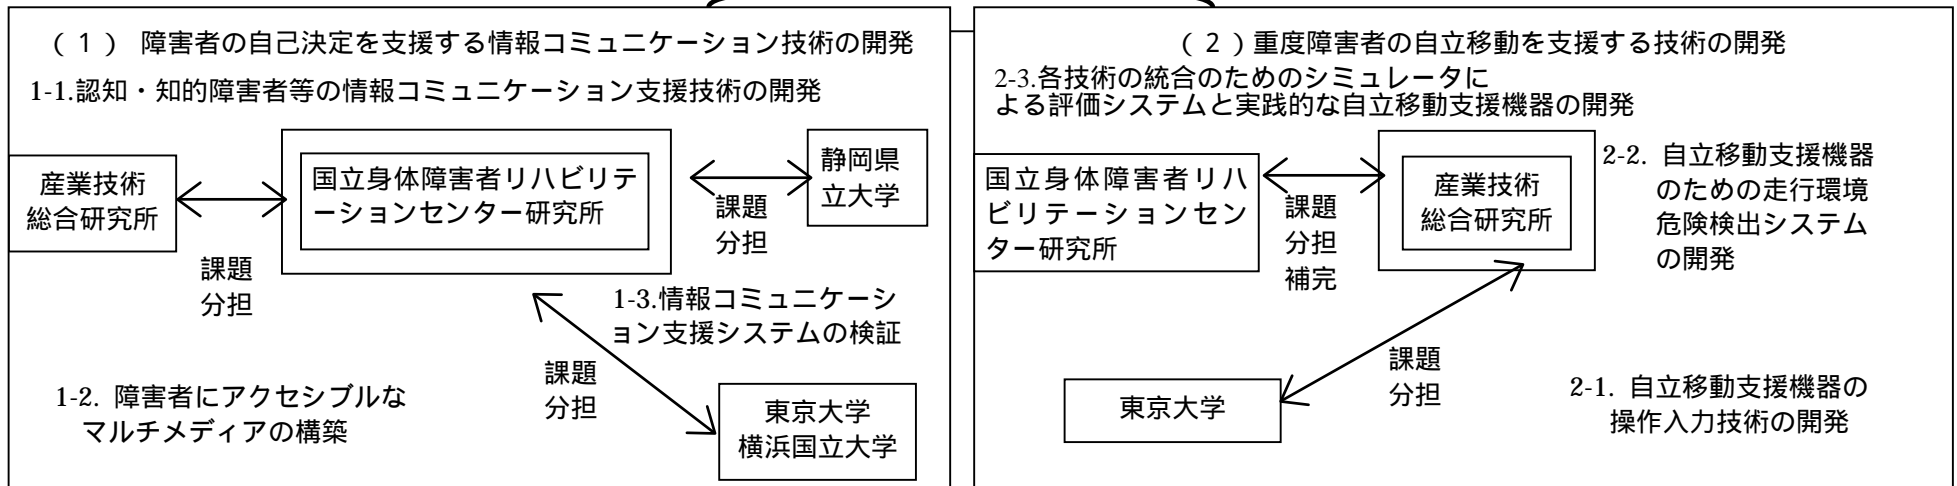 （１） 障害者の自己決定を支援する情報コミュニケーション技術の開発
1-1.認知・知的障害者等の情報コミュニケーション支援技術の開発
産業技術
総合研究所
課題
分担
国立身体障害者リハビリテ
ーションセンター研究所
課題
分担
静岡県
立大学
1-3.情報コミュニケーシ
ョン支援システムの検証
課題
分担
1-2. 障害者にアクセシブルな
マルチメディアの構築
東京大学
横浜国立大学
（２）重度障害者の自立移動を支援する技術の開発
2-3.各技術の統合のためのシミュレータに
よる評価システムと実践的な自立移動支援機器の開発
国立身体障害者リハ
ビリテーションセン
ター研究所
課題
分担
補完
産業技術
総合研究所
2-2. 自立移動支援機器
のための走行環境
危険検出システム
の開発
課題
分担
東京大学
2-1. 自立移動支援機器の
操作入力技術の開発